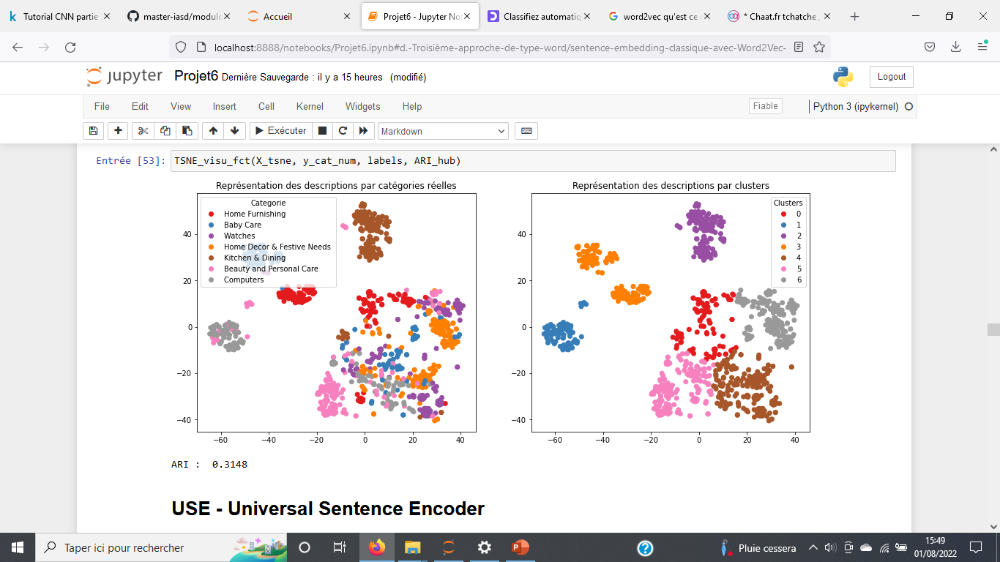 Tutorial CNN partie
master-iasd/module
Accueil
Projet6 - Jupyter No
Classifiez automatiq
word2vec qu'est ce
* Chaat.fr tchatche
localhost:8888/notebooks/Projet6.ipynb#d.-Troisième-approche-de-type-word/sentence-embedding-classique-avec-Word2Vec-
jupyter Projet6 Dernière Sauvegarde : il y a 15 heures (modifié)
Logout
File Edit View Insert Cell Kernel Widgets Help
Fiable
Python 3 (ipykernel)
Exécuter
Markdown
Entrée [53]: TSNE_visu_fct(X_tsne, y_cat_num, labels, ARI_hub)
Représentation des descriptions par catégories réelles
Categorie
Home Furnishing
Baby Care
Watches
Home Decor & Festive Needs
Kitchen & Dining
Beauty and Personal Care
Computers
40
20
0
−20
−40
−60 −40 −20 0 20 40
Représentation des descriptions par clusters
Clusters
0
1
2
3
4
5
6
40
20
0
−20
−40
−60 −40 −20 0 20 40
ARI : 0.3148
USE - Universal Sentence Encoder
Taper ici pour rechercher
Pluie cessera
15:49
01/08/2022